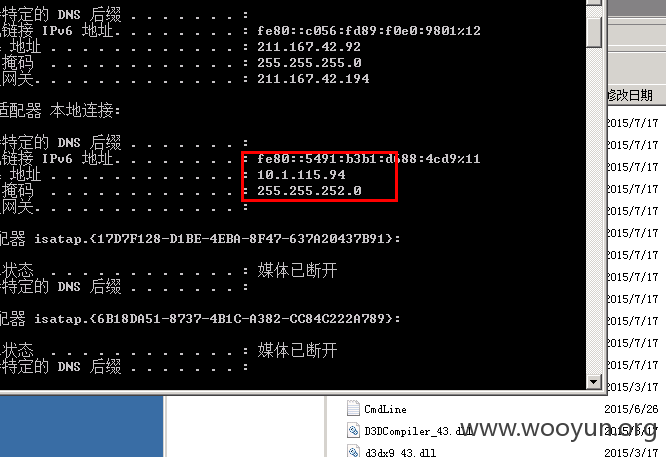 特定的 DNS 后缀 . . . . . . . :
链接 IPv6 地址. . . . . . . . : fe80::c056:fd89:f0e0:9801%12
地址 . . . . . . . . . . . . : 211.167.42.92
掩码 . . . . . . . . . . . . : 255.255.255.0
网关. . . . . . . . . . . . . : 211.167.42.194
适配器 本地连接:
特定的 DNS 后缀 . . . . . . . :
链接 IPv6 地址. . . . . . . . : fe80::5491:b3b1:d688:4cd9%11
地址 . . . . . . . . . . . . : 10.1.115.94
掩码 . . . . . . . . . . . . : 255.255.252.0
网关. . . . . . . . . . . . . :
配器 isatap.{17D7F128-D1BE-4EBA-8F47-637A20437B91}:
状态 . . . . . . . . . . . . : 媒体已断开
特定的 DNS 后缀 . . . . . . . :
配器 isatap.{6B18DA51-8737-4B1C-A382-CC84C222A789}:
状态 . . . . . . . . . . . . : 媒体已断开
特定的 DNS 后缀 . . . . . . . :
修改日期
2015/7/17
2015/7/17
2015/7/17
2015/7/17
2015/7/17
2015/7/17
2015/7/17
2015/7/17
2015/7/17
2015/7/17
2015/7/17
2015/7/17
2015/3/17
CmdLine 2015/6/26
D3DCompiler_43.dll 2015/3/17
d3dx9_43.dll 2015/3/17
www.wooyun.org